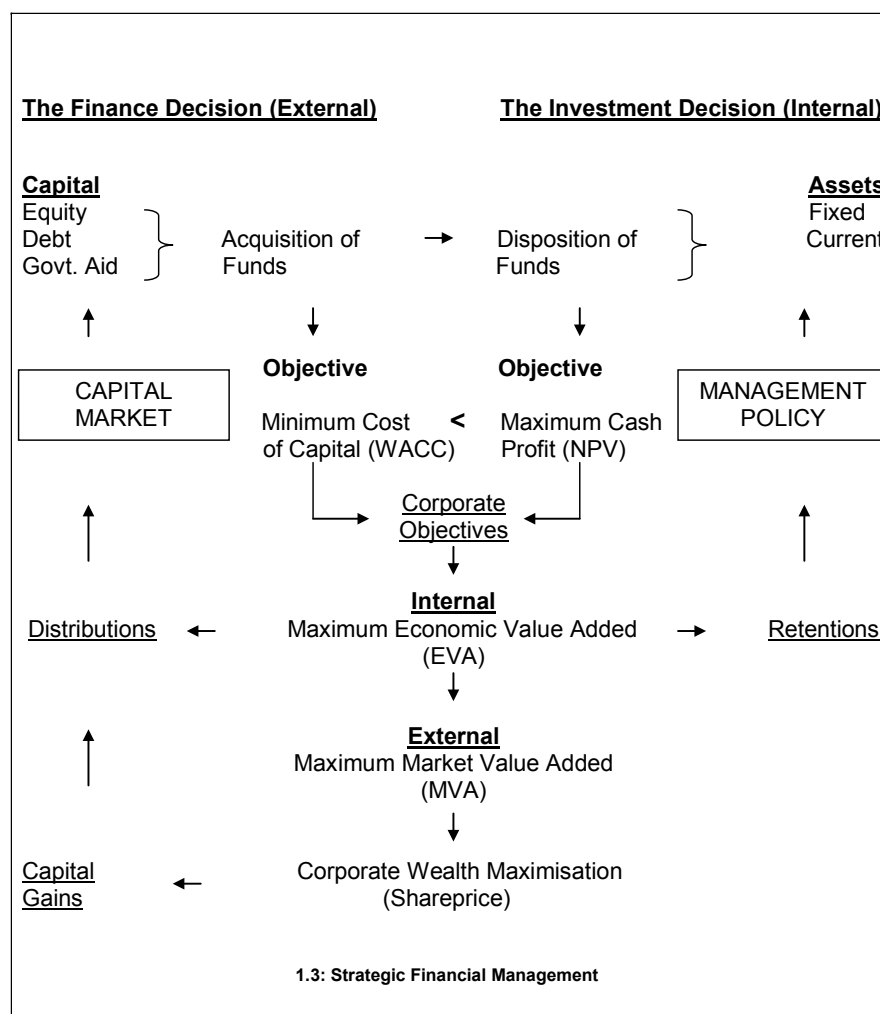 The Finance Decision (External)
The Investment Decision (Internal)
Capital
Equity
Debt
Govt. Aid
Acquisition of
Funds
Disposition of
Funds
Assets
Fixed
Current
CAPITAL
MARKET
Objective
Minimum Cost
of Capital (WACC)
<
Objective
Maximum Cash
Profit (NPV)
MANAGEMENT
POLICY
Corporate
Objectives
Internal
Distributions
Maximum Economic Value Added
(EVA)
Retentions
External
Maximum Market Value Added
(MVA)
Capital
Gains
Corporate Wealth Maximisation
(Shareprice)
1.3: Strategic Financial Management